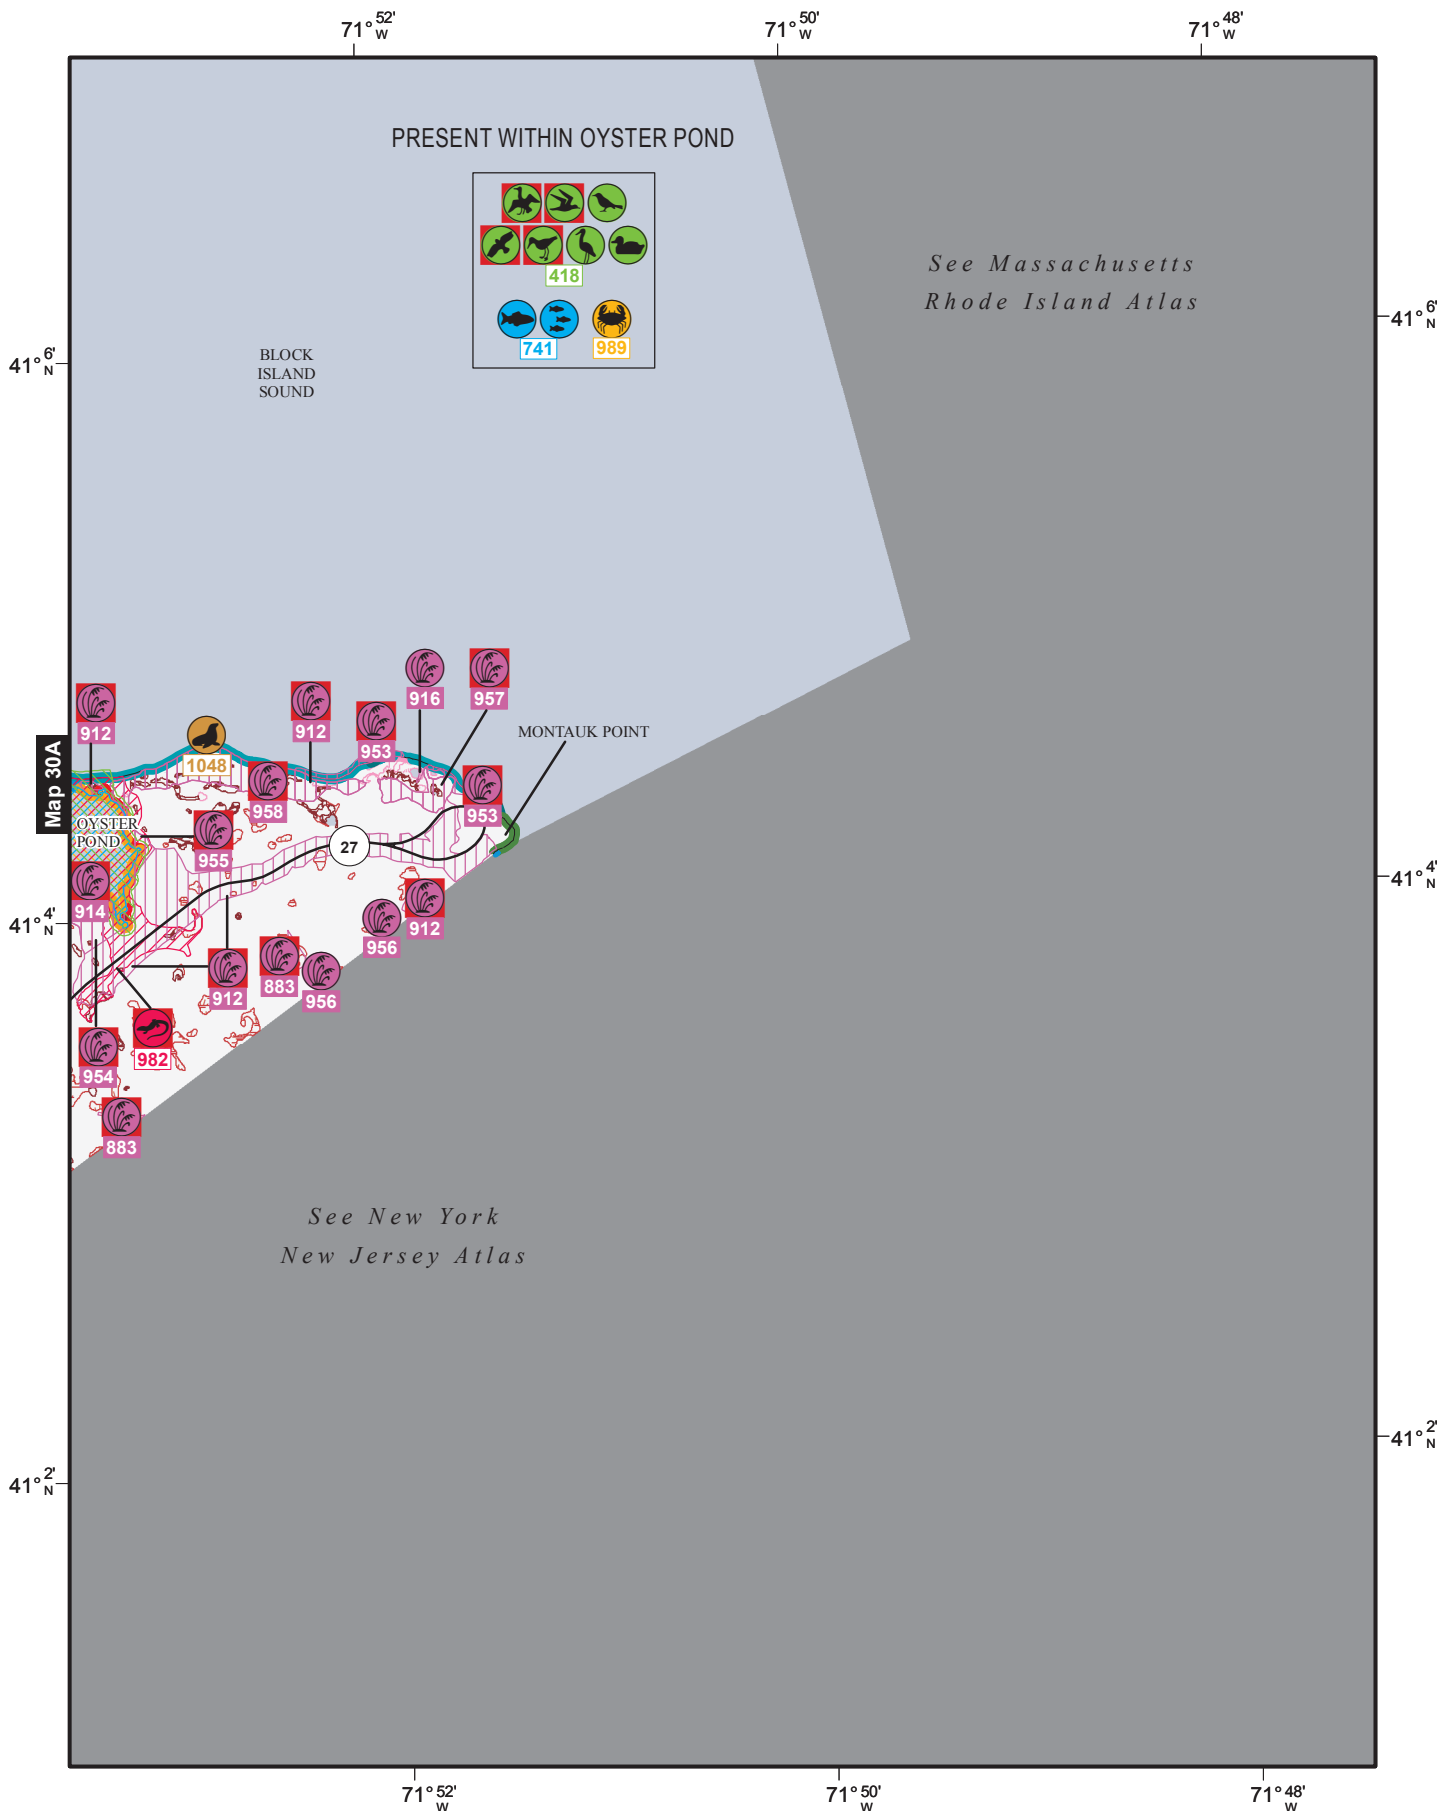 71° 52' W
71° 50' W
71° 48' W
PRESENT WITHIN OYSTER POND
418
741
989
See Massachusetts
Rhode Island Atlas
41° 6' N
41° 6' N
BLOCK
ISLAND
SOUND
916
957
912
912
953
MONTAUK POINT
1048
Map 30A
958
953
OYSTER
POND
955
27
41° 4' N
914
41° 4' N
956
912
912
883
956
954
982
883
See New York
New Jersey Atlas
41° 2' N
41° 2' N
71° 52' W
71° 50' W
71° 48' W